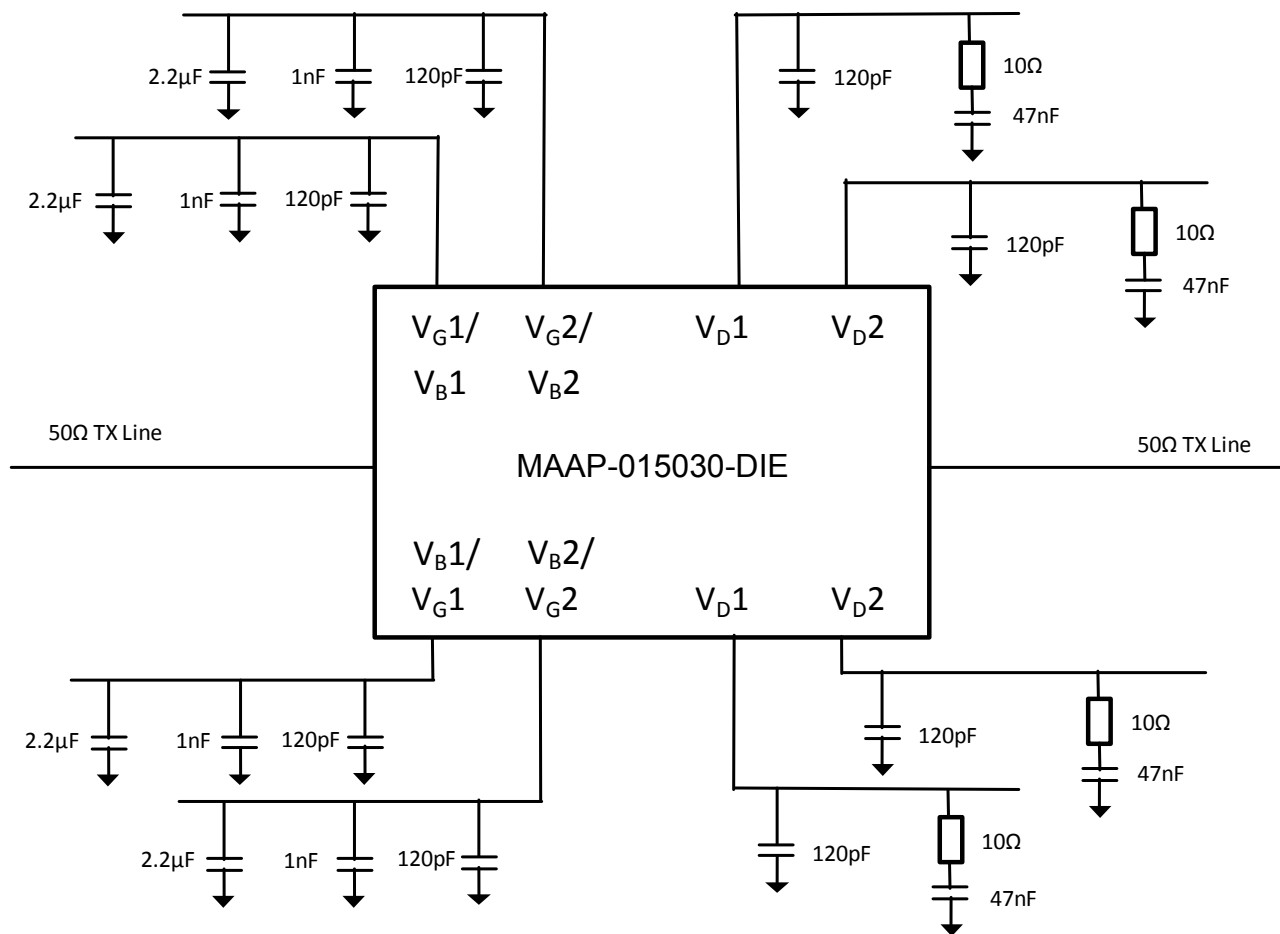 2.2µF 1nF 120pF 120pF 10Ω
47nF
2.2µF 1nF 120pF 120pF 10Ω
47nF
VG1/ VG2/ VD1 VD2
VB1 VB2
50Ω TX Line 50Ω TX Line
MAAP-015030-DIE
VB1/ VB2/
VG1 VG2 VD1 VD2
2.2µF 1nF 120pF 120pF 10Ω
47nF
2.2µF 1nF 120pF 120pF 10Ω
47nF